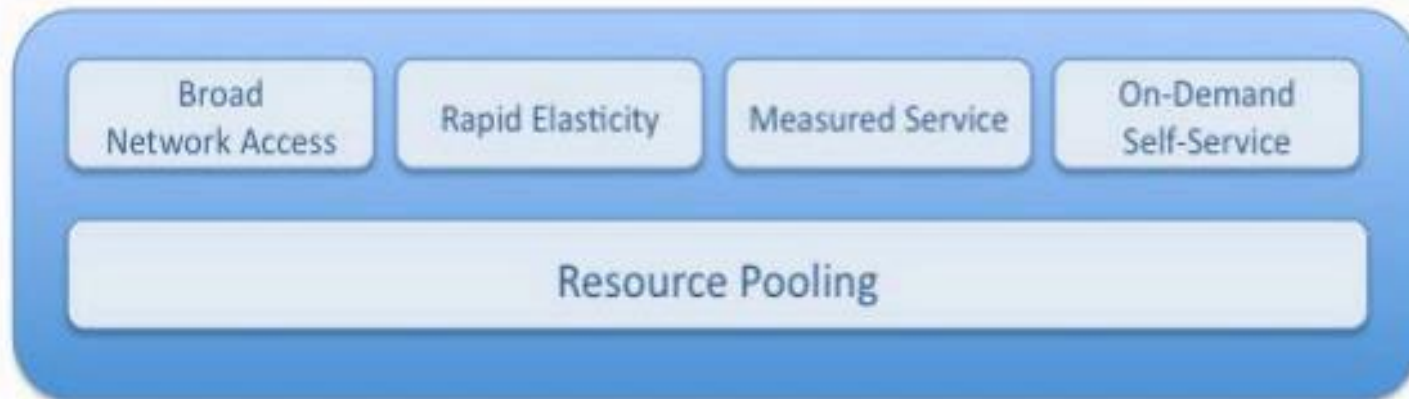 Broad
Network Access
Rapid Elasticity
Measured Service
On-Demand
Self-Service
Resource Pooling